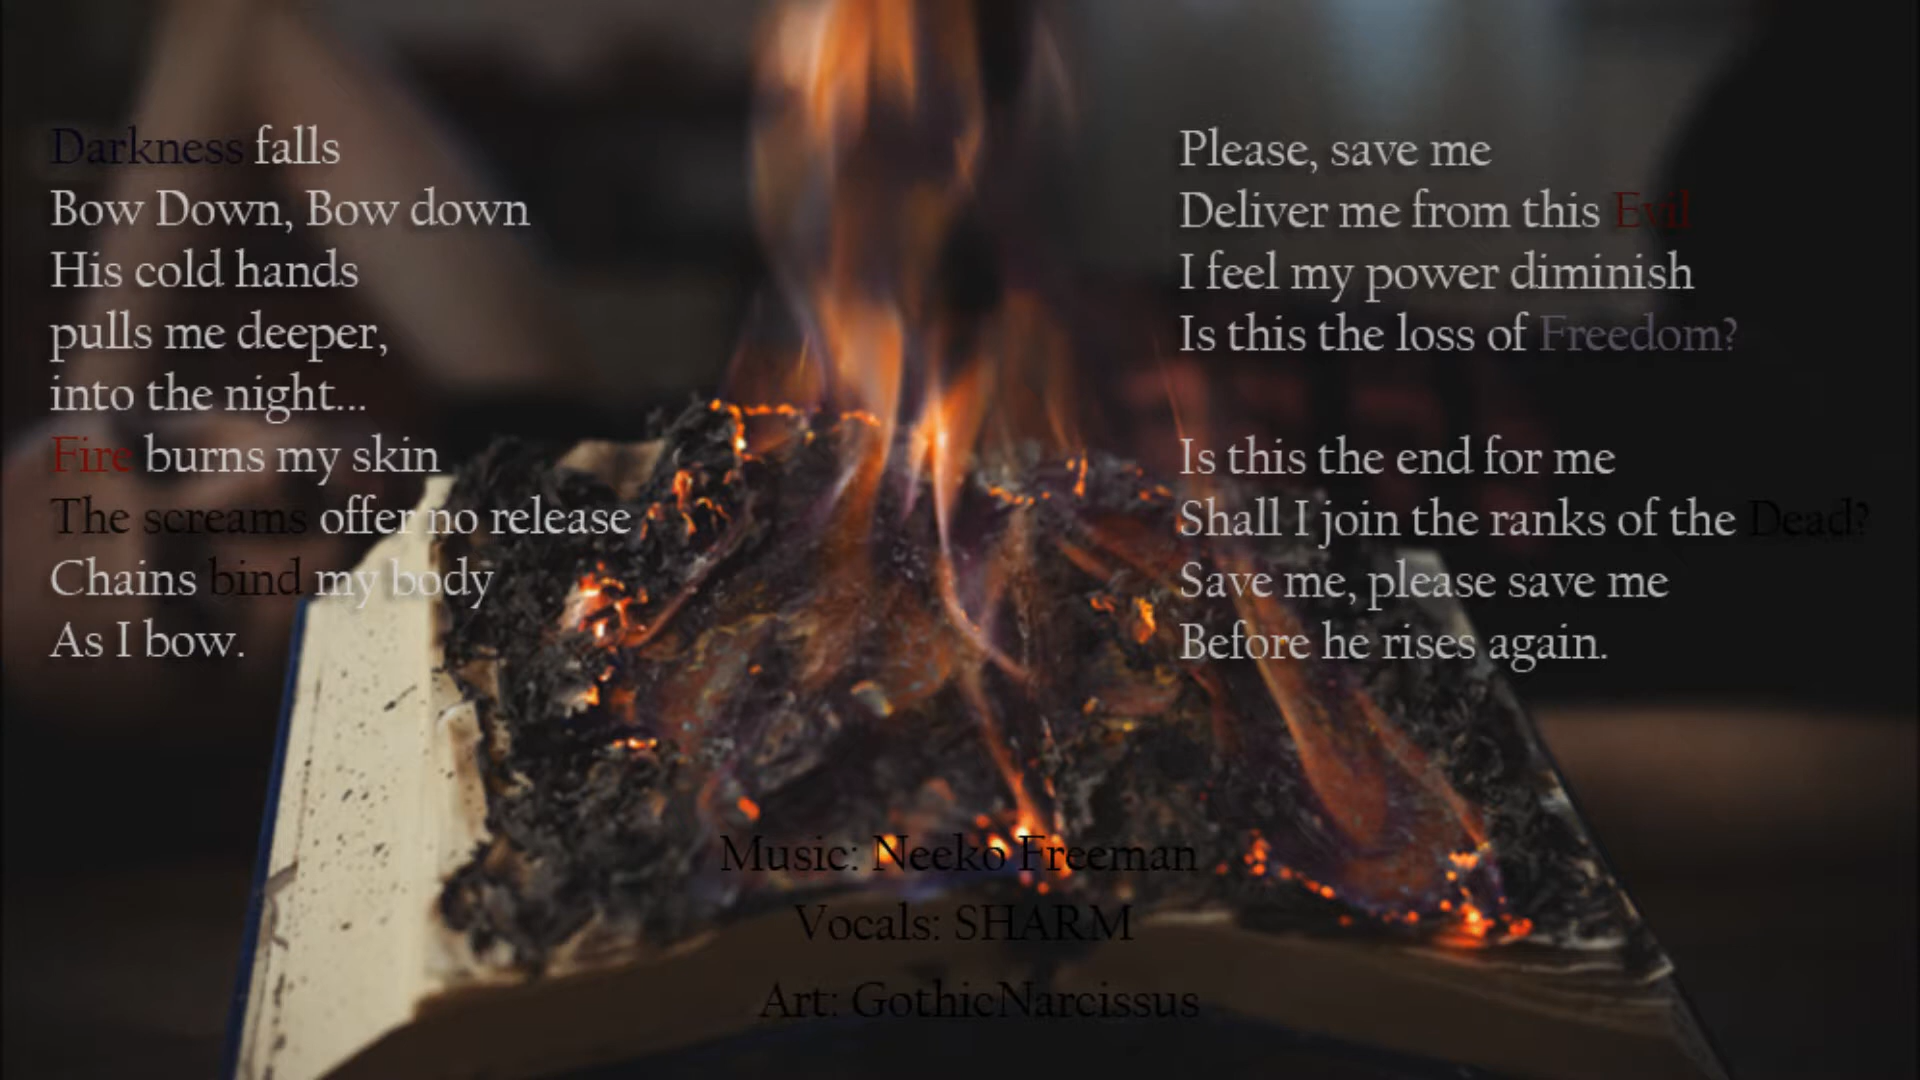 Darkness falls
Bow Down, Bow down
His cold hands
pulls me deeper,
into the night...
Fire burns my skin
The screams offer no release
Chains bind my body
As I bow.
Please, save me
Deliver me from this Evil
I feel my power diminish
Is this the loss of Freedom?
Is this the end for me
Shall I join the ranks of the Dead?
Save me, please save me
Before he rises again.
Music: Neeko Freeman
Vocals: SHARM
Art: GothicNarcissus